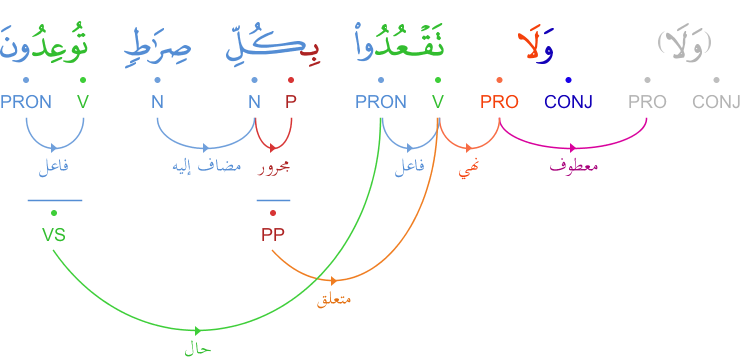 (وَلَا) وَلَا تَقْعُدُوا۟ بِكُلِّ صِرَٰطٍ تُوعِدُونَ
CONJ PRO CONJ PRO V PRON P N N V PRON
معطوف نهي فاعل مجرور مضاف إليه فاعل
PP VS
متعلق
حال